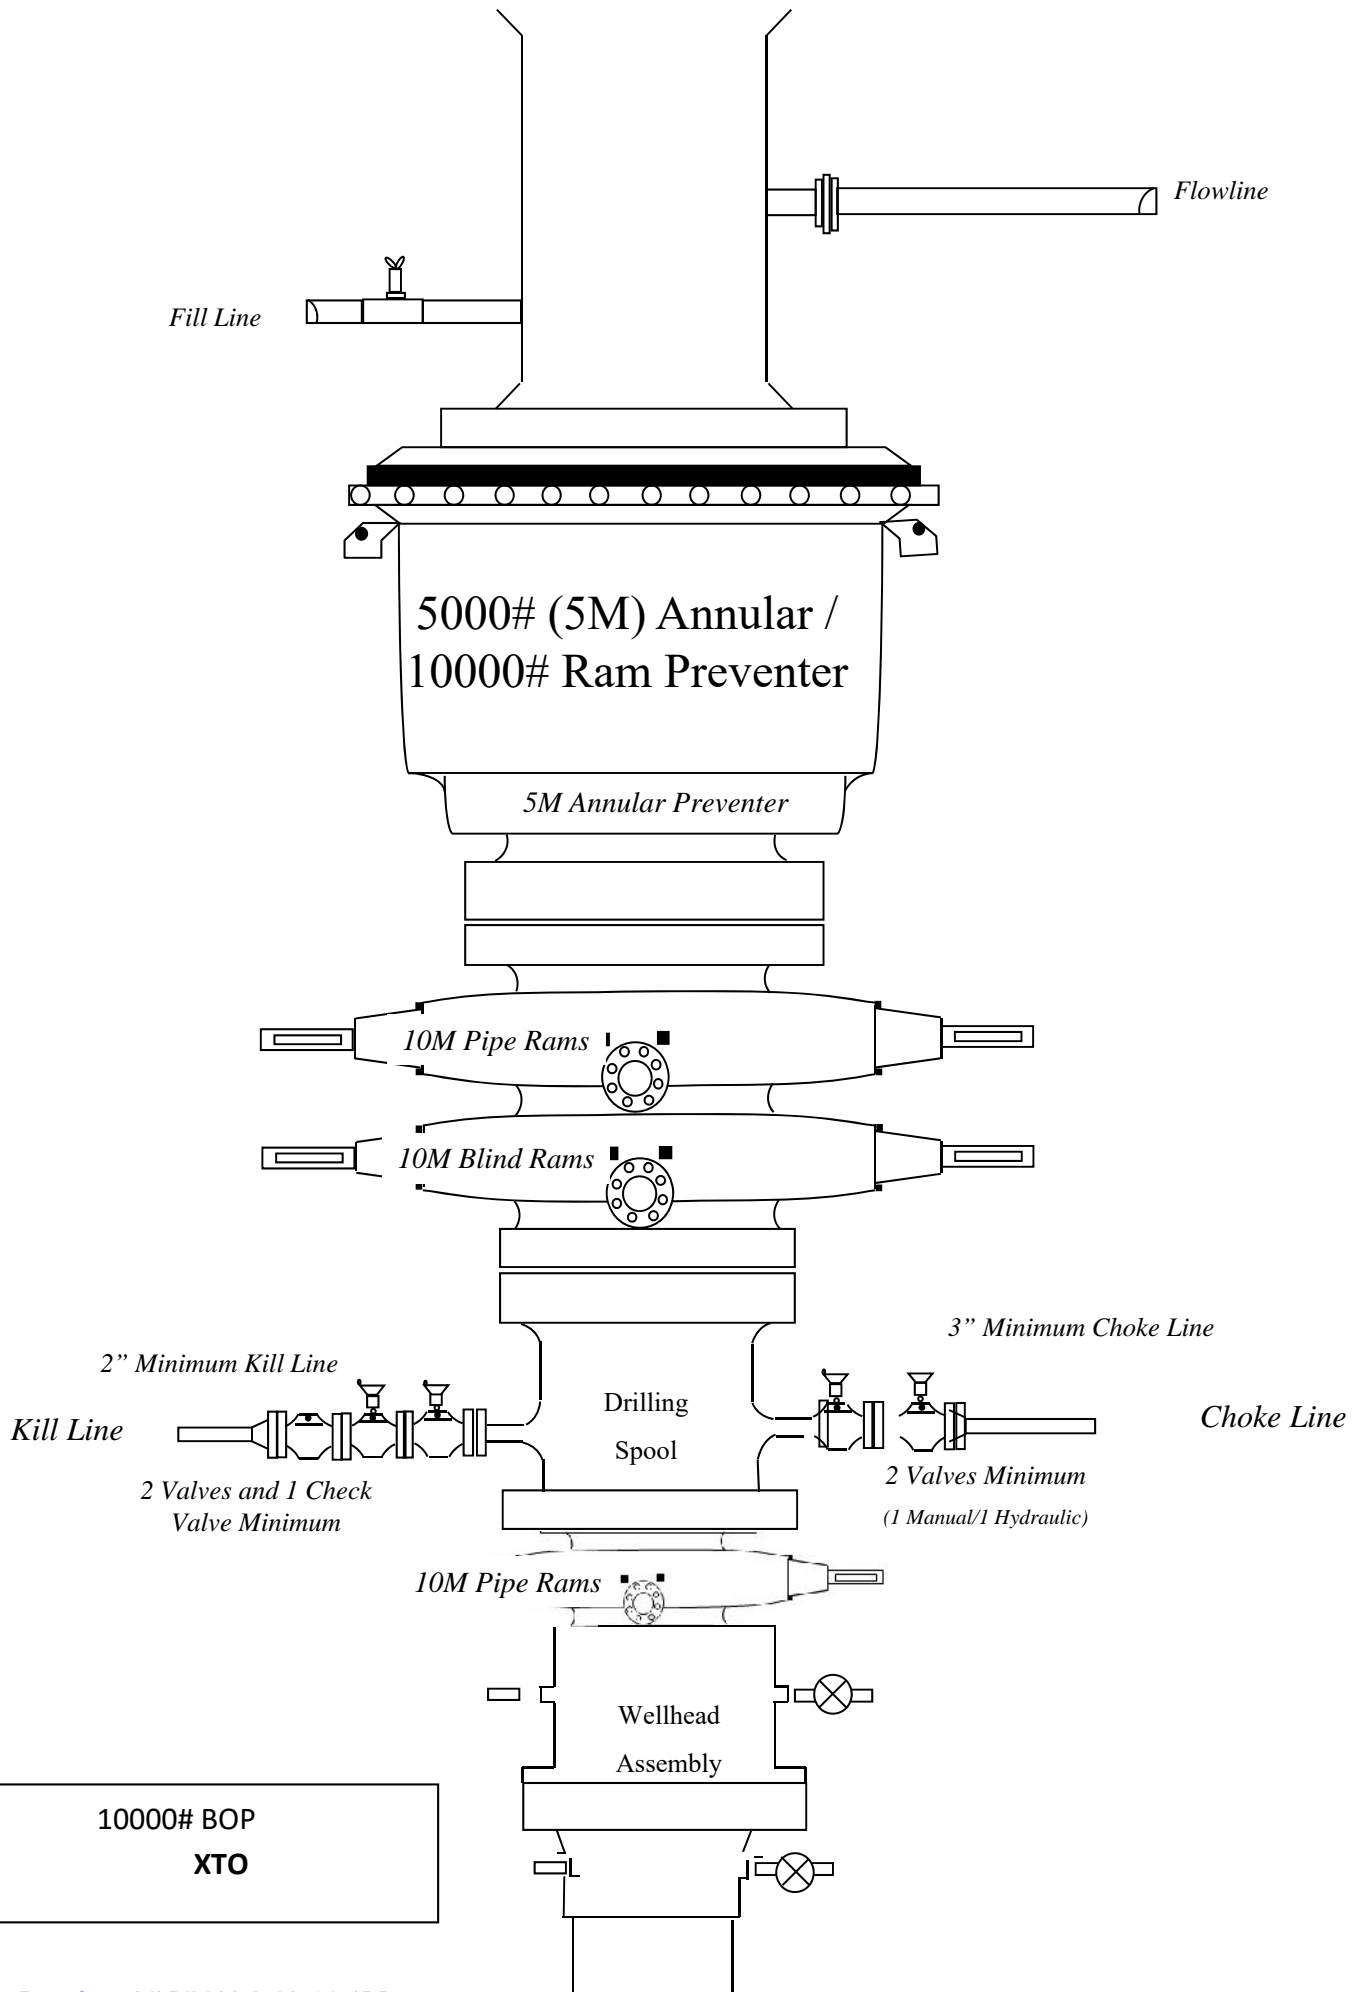 Flowline
Fill Line
5000# (5M) Annular /
10000# Ram Preventer
5M Annular Preventer
10M Pipe Rams
10M Blind Rams
3” Minimum Choke Line
2” Minimum Kill Line
Drilling
Spool
Kill Line
Choke Line
2 Valves and 1 Check
Valve Minimum
2 Valves Minimum
(1 Manual/1 Hydraulic)
10M Pipe Rams
Wellhead
Assembly
10000# BOP
XTO